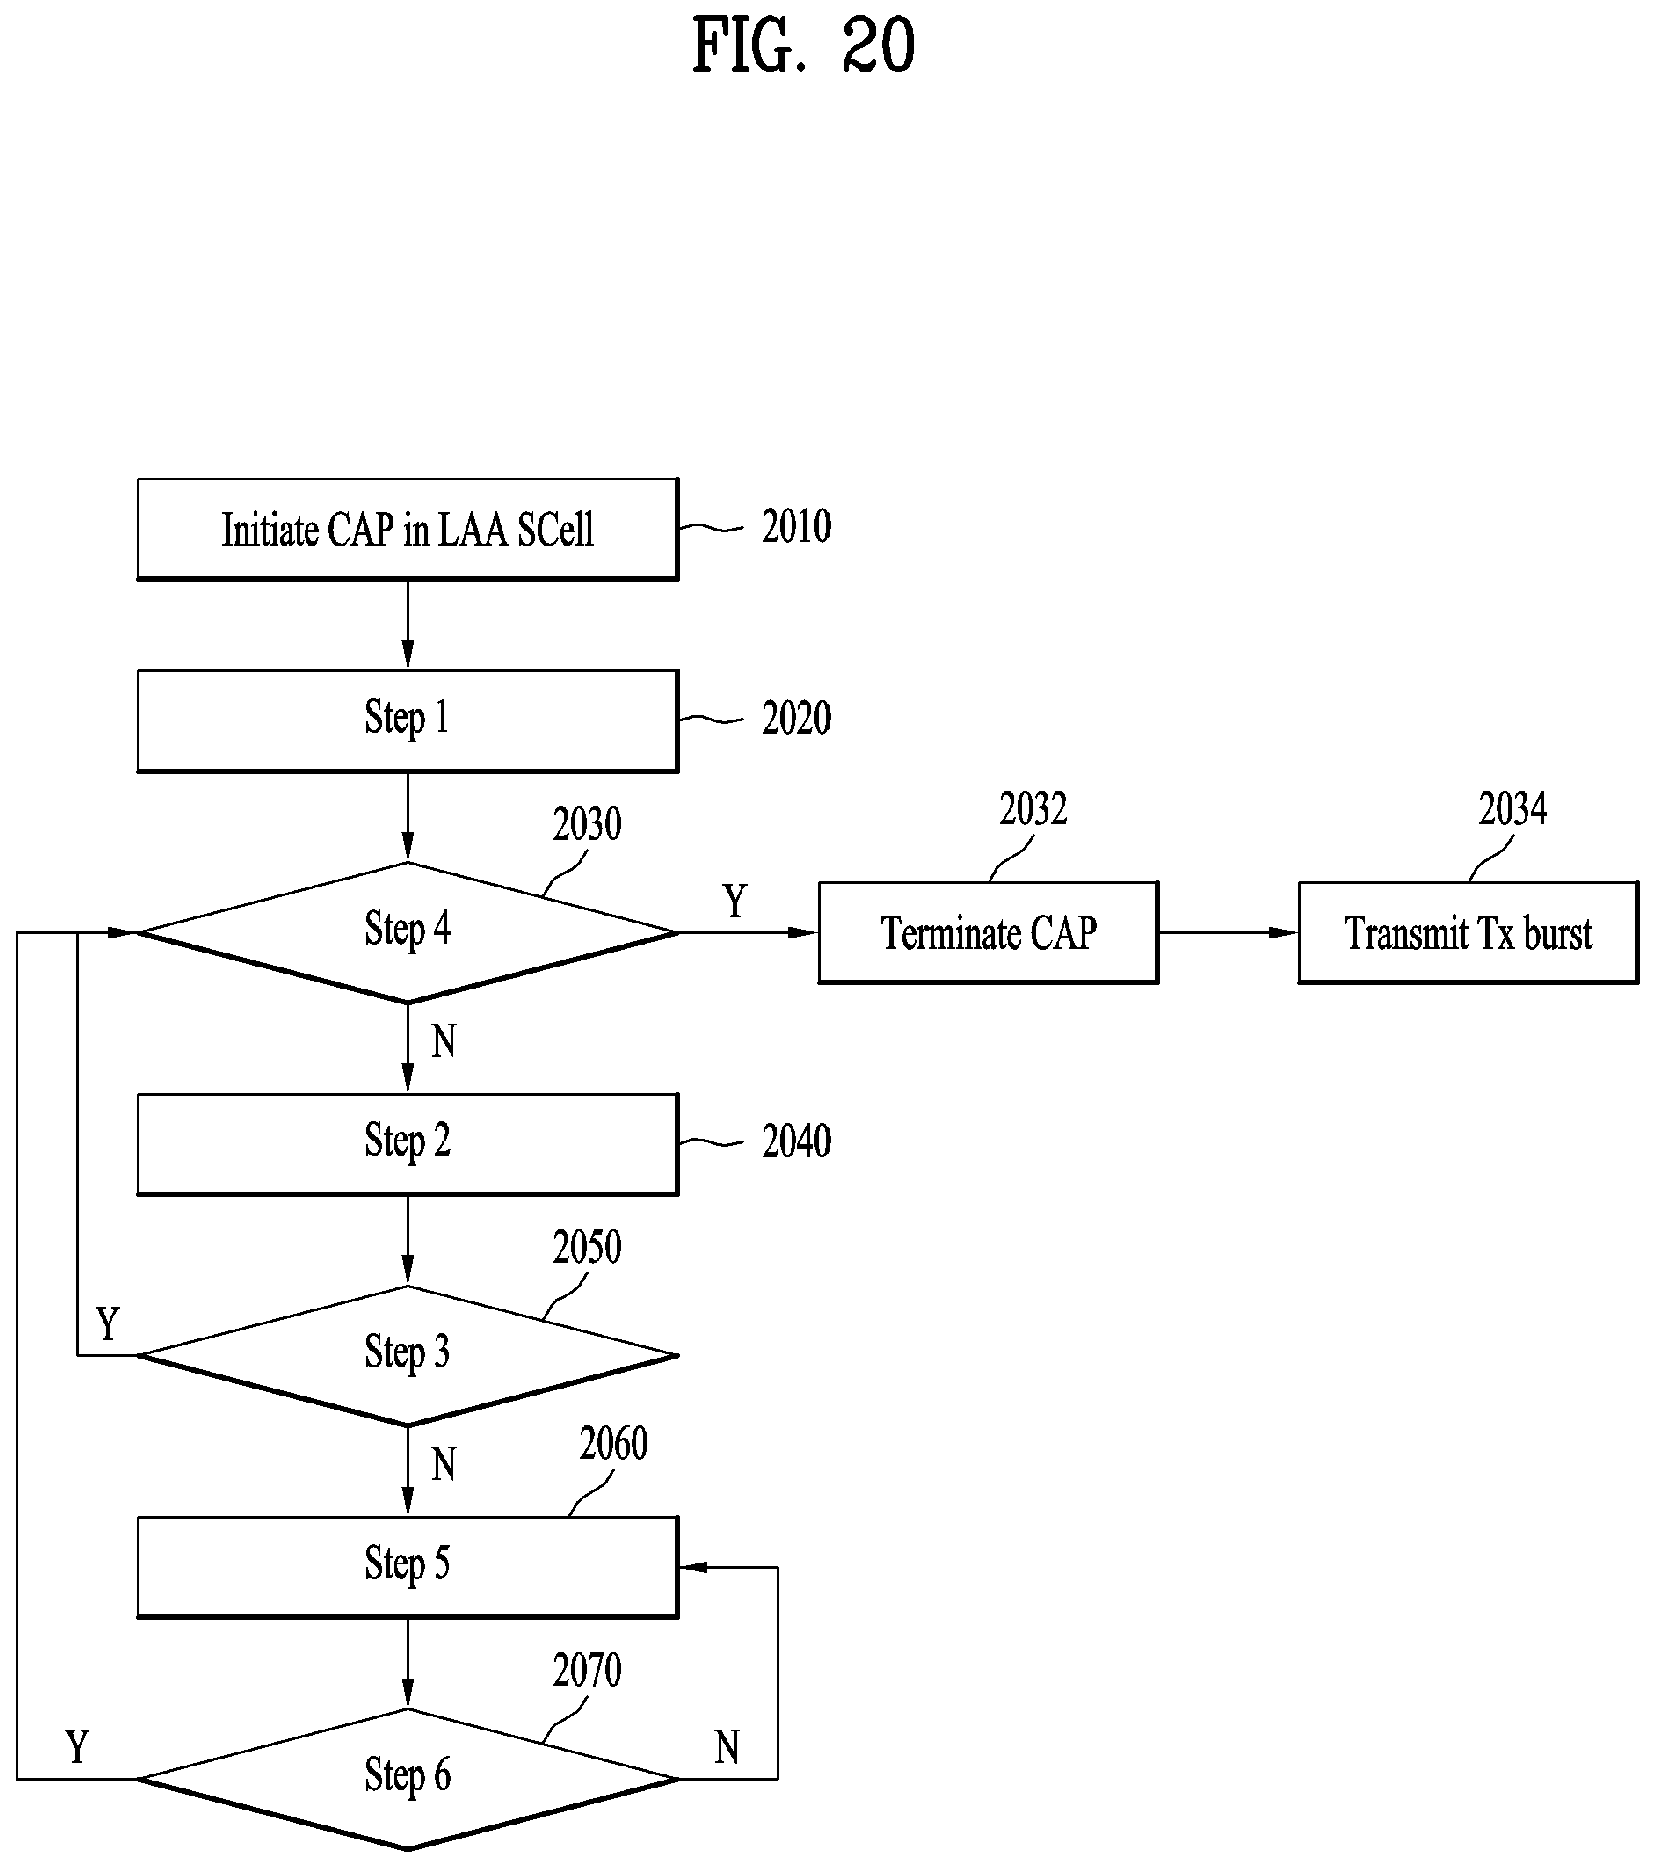 FIG. 20
Initiate CAP in LAA SCell
2010
Step 1
2020
2030
Step 4
Y
2032
Terminate CAP
2034
Transmit Tx burst
N
Step 2
2040
2050
Step 3
Y
N
2060
Step 5
2070
Step 6
Y
N